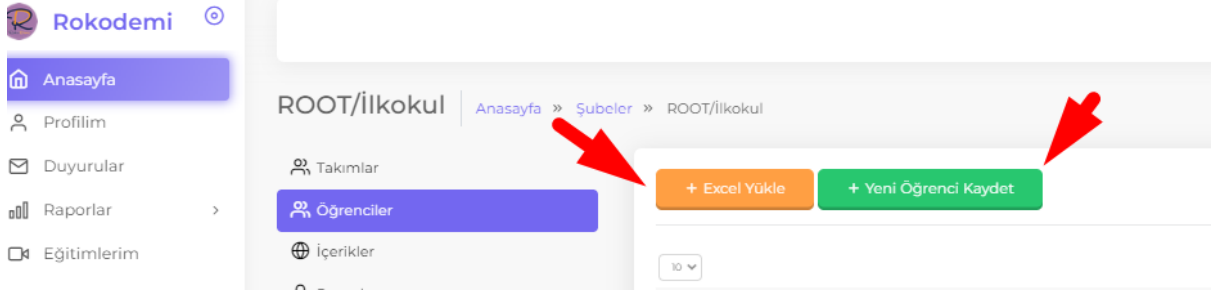 Rokodemi
Anasayfa
Profilim
Duyurular
Raporlar
Eğitimlerim
ROOT/İlkokul
Anasayfa » Şubeler » ROOT/İlkokul
Takımlar
Öğrenciler
İçerikler
+ Excel Yükle
+ Yeni Öğrenci Kaydet
10